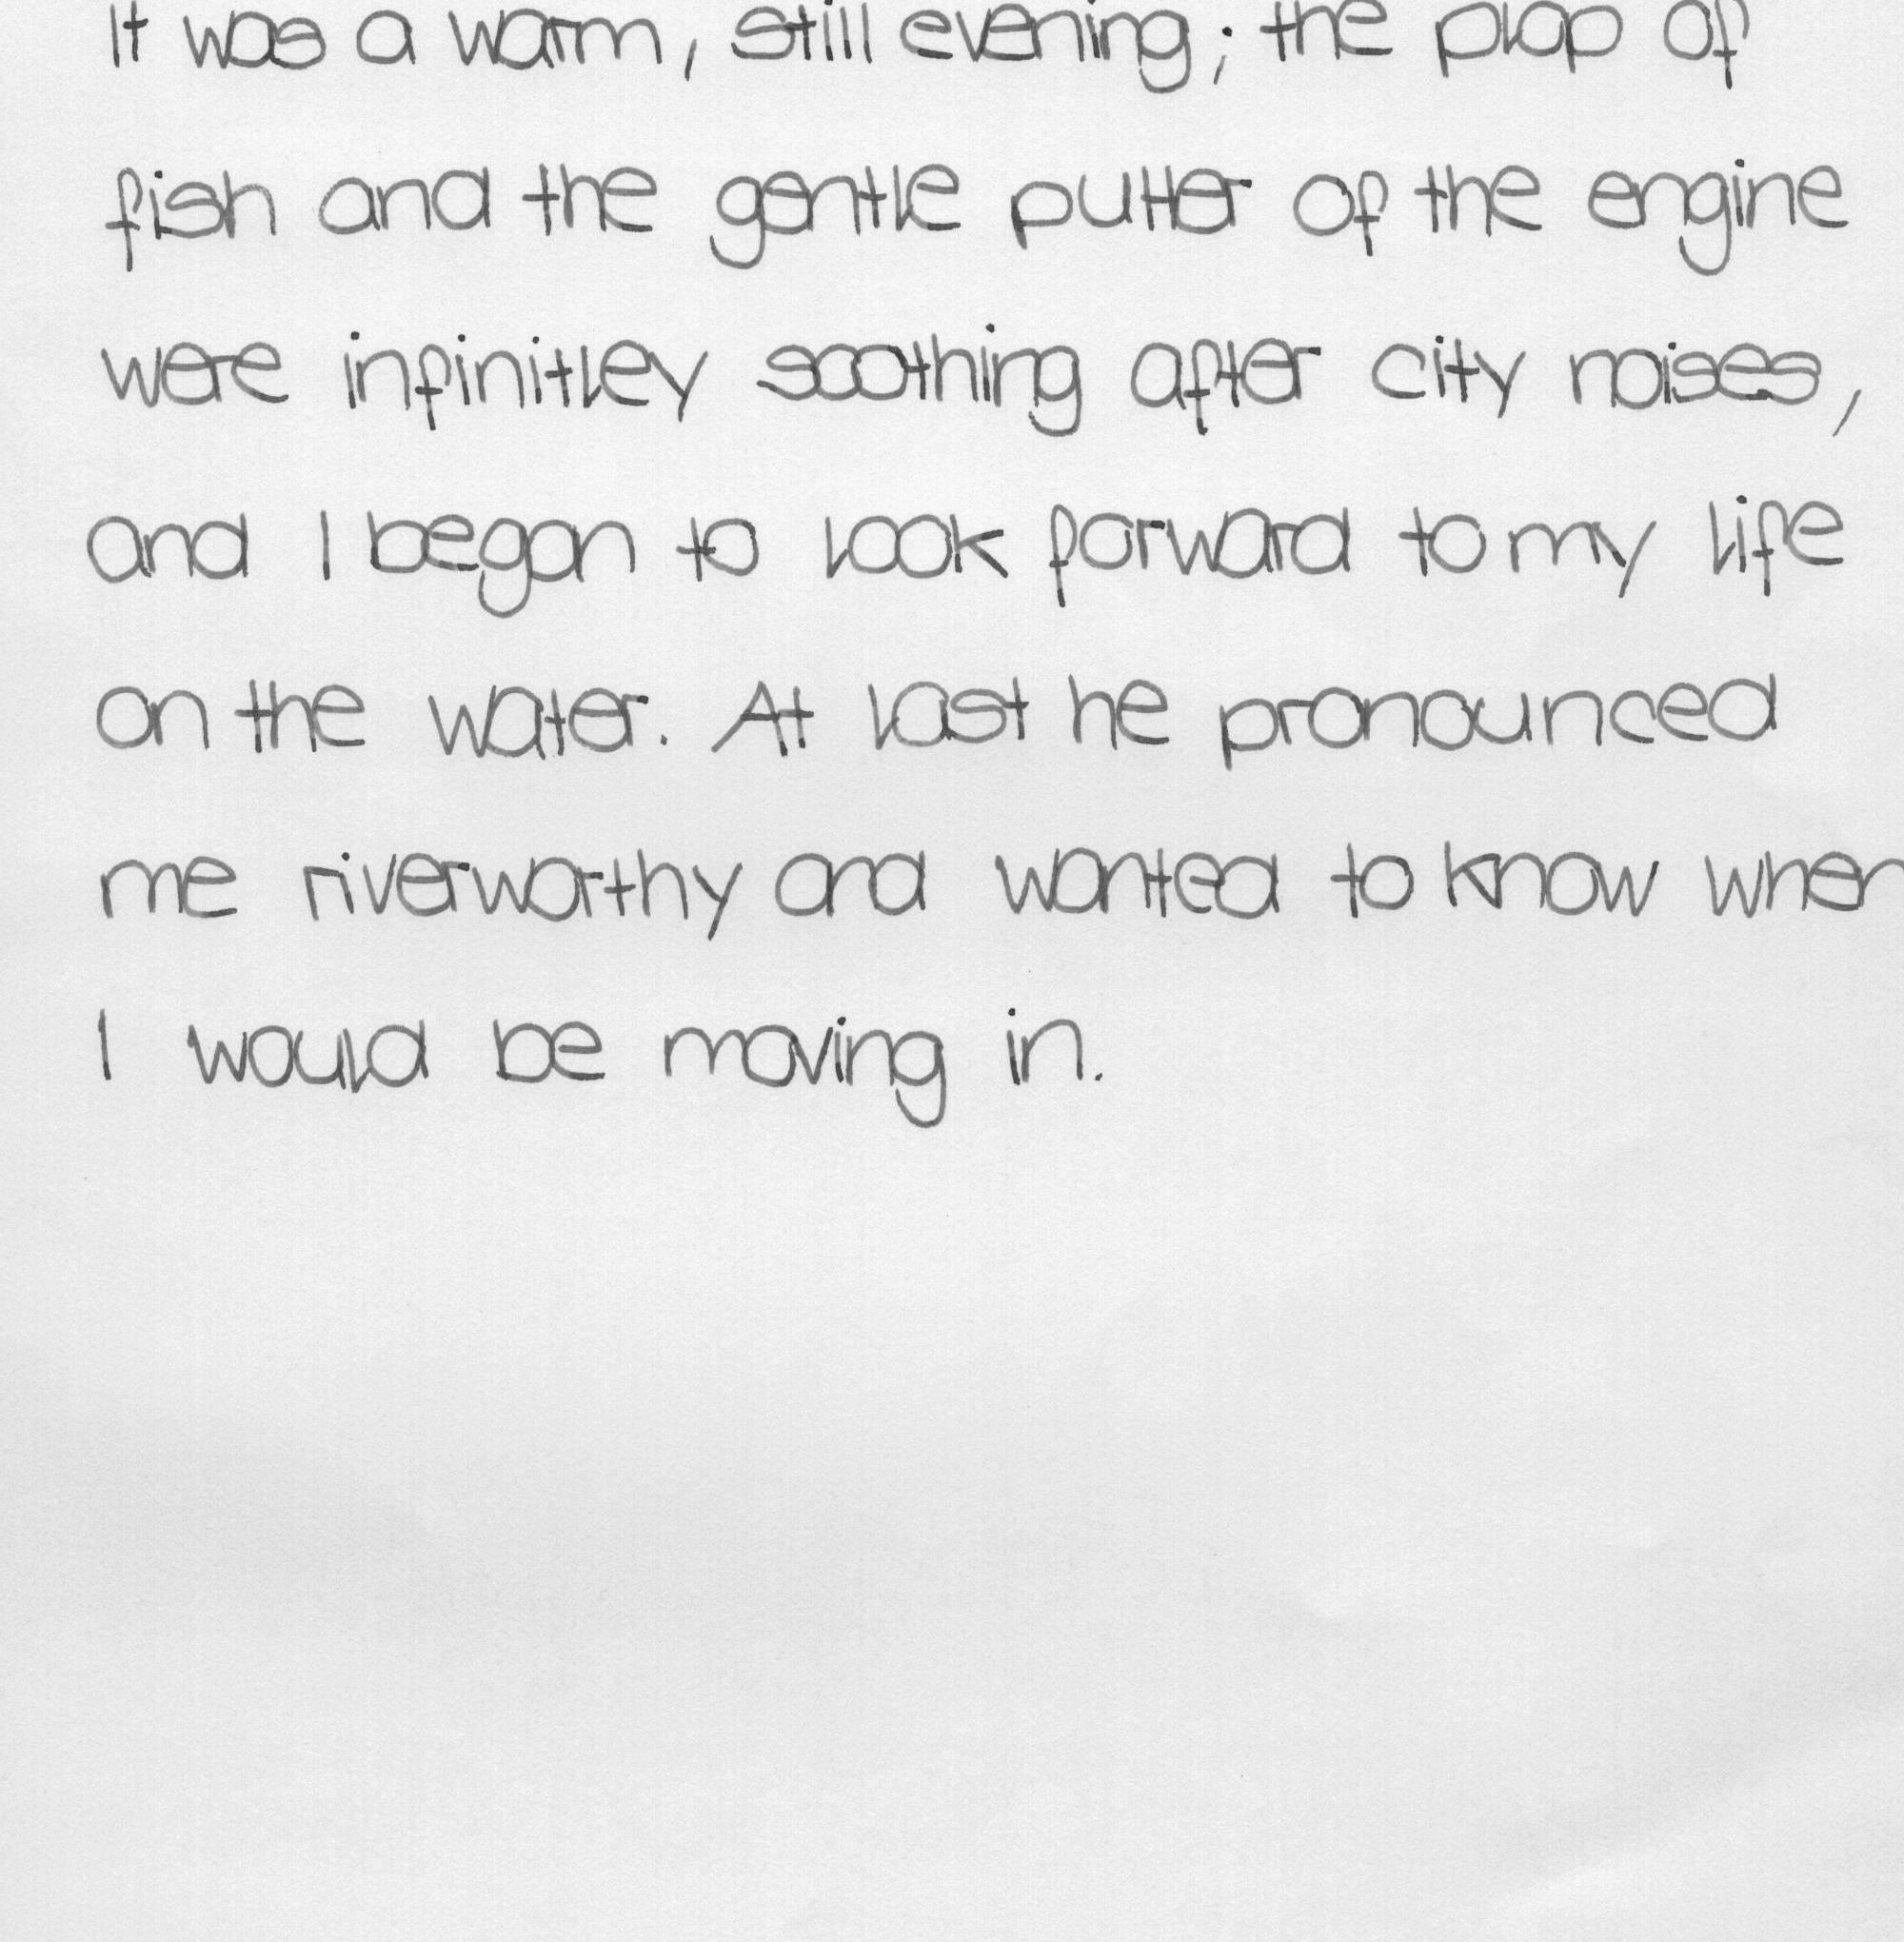 It was a warm, still evening; the plop of
fish and the gentle putter of the engine
were infinitley soothing after city noises,
and I began to look forward to my life
on the water. At last he pronounced
me riverworthy and wanted to know when
I would be moving in.